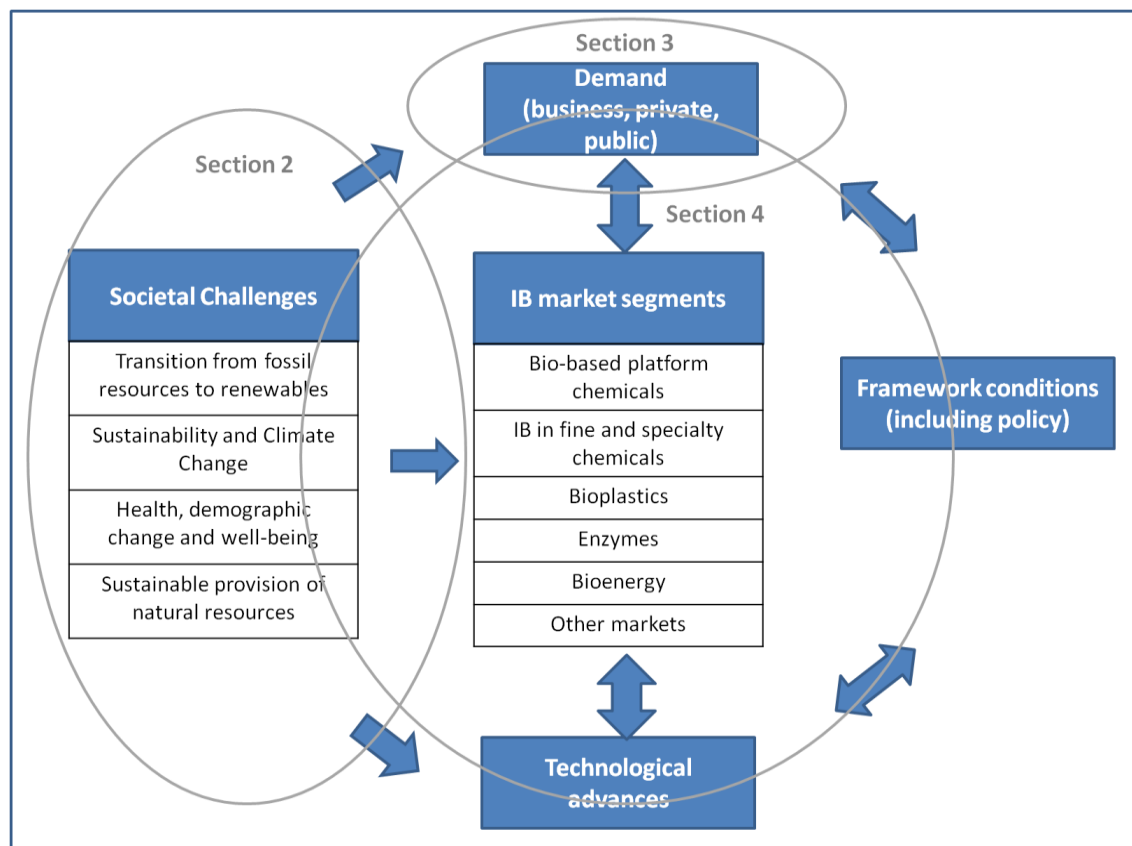 Section 3
Demand
(business, private,
public)
Section 2
Section 4
Societal Challenges
Transition from fossil
resources to renewables
Sustainability and Climate
Change
Health, demographic
change and well-being
Sustainable provision of
natural resources
IB market segments
Bio-based platform
chemicals
IB in fine and specialty
chemicals
Bioplastics
Enzymes
Bioenergy
Other markets
Framework conditions
(including policy)
Technological
advances